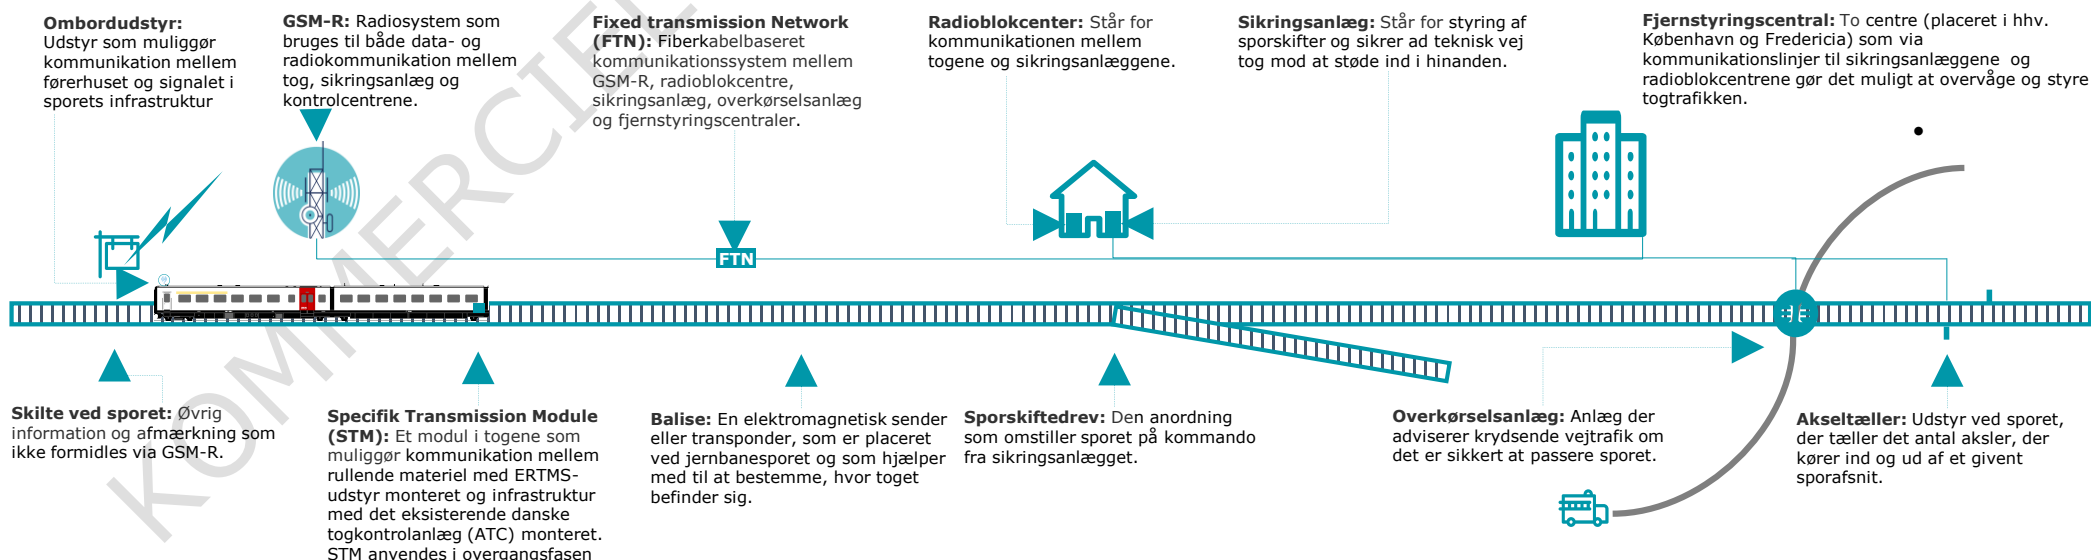 Ombordudstyr:
Udstyr som muliggør
kommunikation mellem
førerhuset og signalet i
sporets infrastruktur
GSM-R: Radiosystem som
bruges til både data- og
radiokommunikation mellem
tog, sikringsanlæg og
kontrolcentrene.
Fixed transmission Network
(FTN): Fiberkabelbaseret
kommunikationssystem mellem
GSM-R, radioblokcentre,
sikringsanlæg, overkørselsanlæg
og fjernstyringscentraler.
Radioblokcenter: Står for
kommunikationen mellem
togene og sikringsanlæggene.
Sikringsanlæg: Står for styring af
sporskifter og sikrer ad teknisk vej
tog mod at støde ind i hinanden.
Fjernstyringscentral: To centre (placeret i hhv.
København og Fredericia) som via
kommunikationslinjer til sikringsanlæggene og
radioblokcentrene gør det muligt at overvåge og styre
togtrafikken.
•
FTN
Skilte ved sporet: Øvrig
information og afmærkning som
ikke formidles via GSM-R.
Specifik Transmission Module
(STM): Et modul i togene som
muliggør kommunikation mellem
rullende materiel med ERTMS-
udstyr monteret og infrastruktur
med det eksisterende danske
togkontrolanlæg (ATC) monteret.
STM anvendes i overgangsfasen
Balise: En elektromagnetisk sender
eller transponder, som er placeret
ved jernbanesporet og som hjælper
med til at bestemme, hvor toget
befinder sig.
Sporskiftedrev: Den anordning
som omstiller sporet på kommando
fra sikringsanlægget.
Overkørselsanlæg: Anlæg der
adviserer krydsende vejtrafik om
det er sikkert at passere sporet.
Akseltæller: Udstyr ved sporet,
der tæller det antal aksler, der
kører ind og ud af et givent
sporafsnit.
KOMMERCIEL